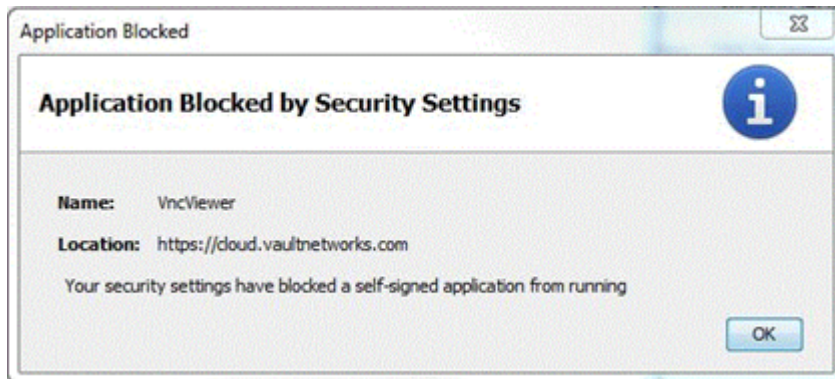 Application Blocked
Application Blocked by Security Settings
Name: VncViewer
Location: https://cloud.vaultnetworks.com
Your security settings have blocked a self-signed application from running
OK